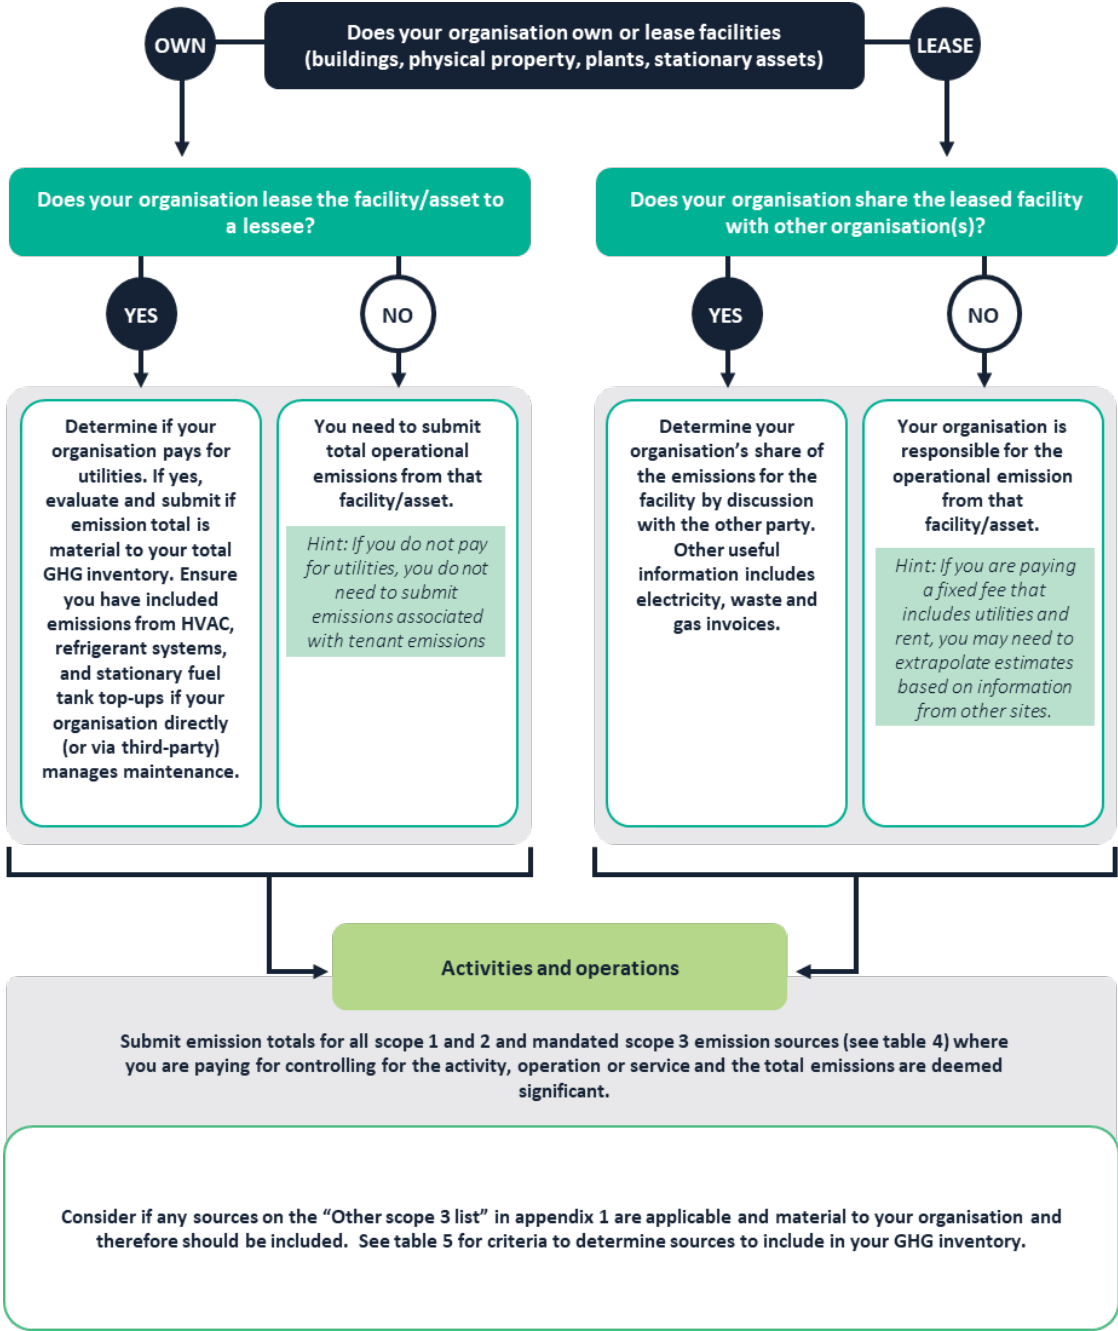 Does your organisation own or lease facilities
(buildings, physical property, plants, stationary assets)
OWN
LEASE
Does your organisation lease the facility/asset to
a lessee?
Does your organisation share the leased facility
with other organisation(s)?
YES
NO
YES
NO
Determine if your
organisation pays for
utilities. If yes,
evaluate and submit if
emission total is
material to your total
GHG inventory. Ensure
you have included
emissions from HVAC,
refrigerant systems,
and stationary fuel
tank top-ups if your
organisation directly
(or via third-party)
manages maintenance.
You need to submit
total operational
emissions from that
facility/asset.
Hint: If you do not pay
for utilities, you do not
need to submit
emissions associated
with tenant emissions
Determine your
organisation’s share
of the emissions for the
facility by discussion
with the other party.
Other useful
information includes
electricity, waste and
gas invoices.
Your organisation is
responsible for the
operational emission
from that
facility/asset.
Hint: If you are paying
a fixed fee that
includes utilities and
rent, you may need to
extrapolate estimates
based on information
from other sites.
Activities and operations
Submit emission totals for all scope 1 and 2 and mandated scope 3 emission sources (see table 4) where
you are paying for controlling for the activity, operation or service and the total emissions are deemed
significant.
Consider if any sources on the “Other scope 3 list” in appendix 1 are applicable and material to your organisation and
therefore should be included. See table 5 for criteria to determine sources to include in your GHG inventory.